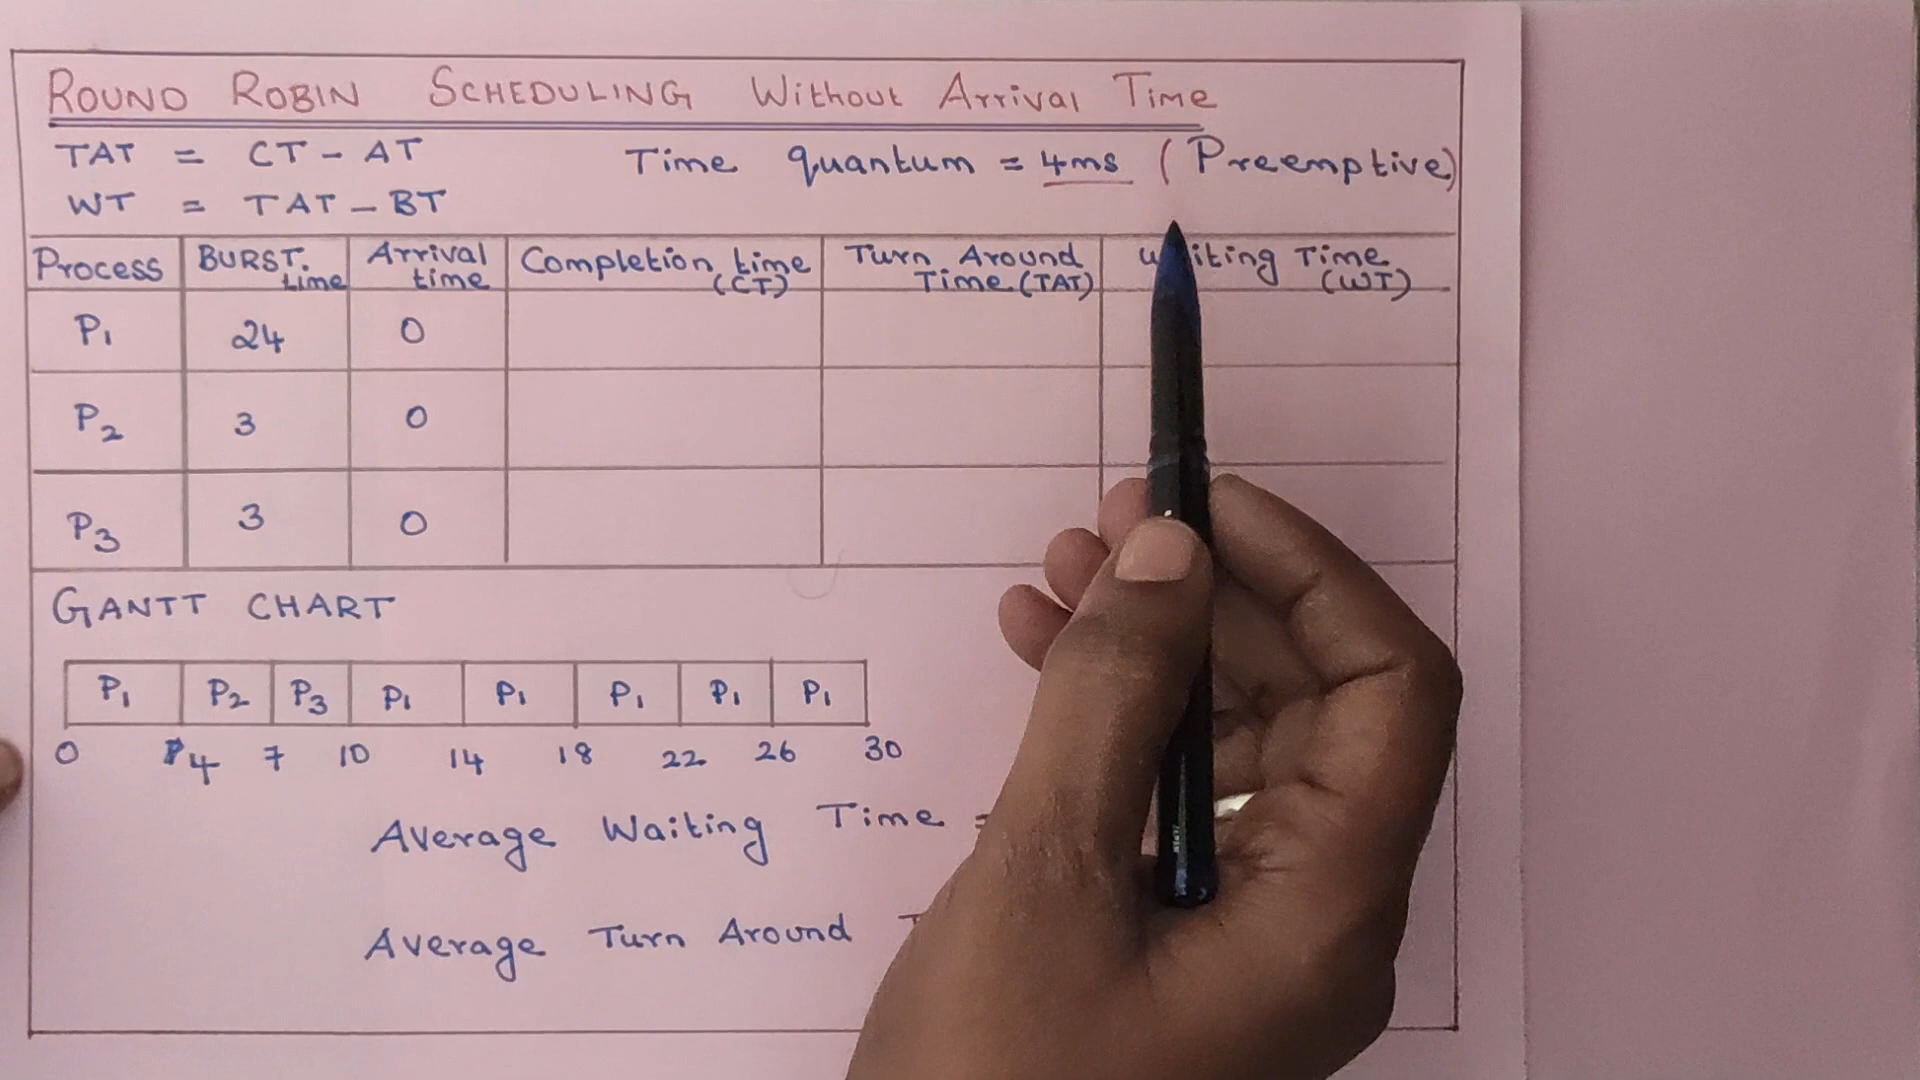 ROUND ROBIN SCHEDULING Without Arrival Time
TAT = CT - AT
Time quantum = 4ms (Preemptive)
WT = TAT - BT
Process BURST time Arrival time Completion time (CT) Turn Around Time (TAT) Waiting Time (WT)
P1 24 0
P2 3 0
P3 3 0
GANTT CHART
P1 P2 P3 P1 P1 P1 P1 P1
0 4 7 10 14 18 22 26 30
Average Waiting Time =
Average Turn Around